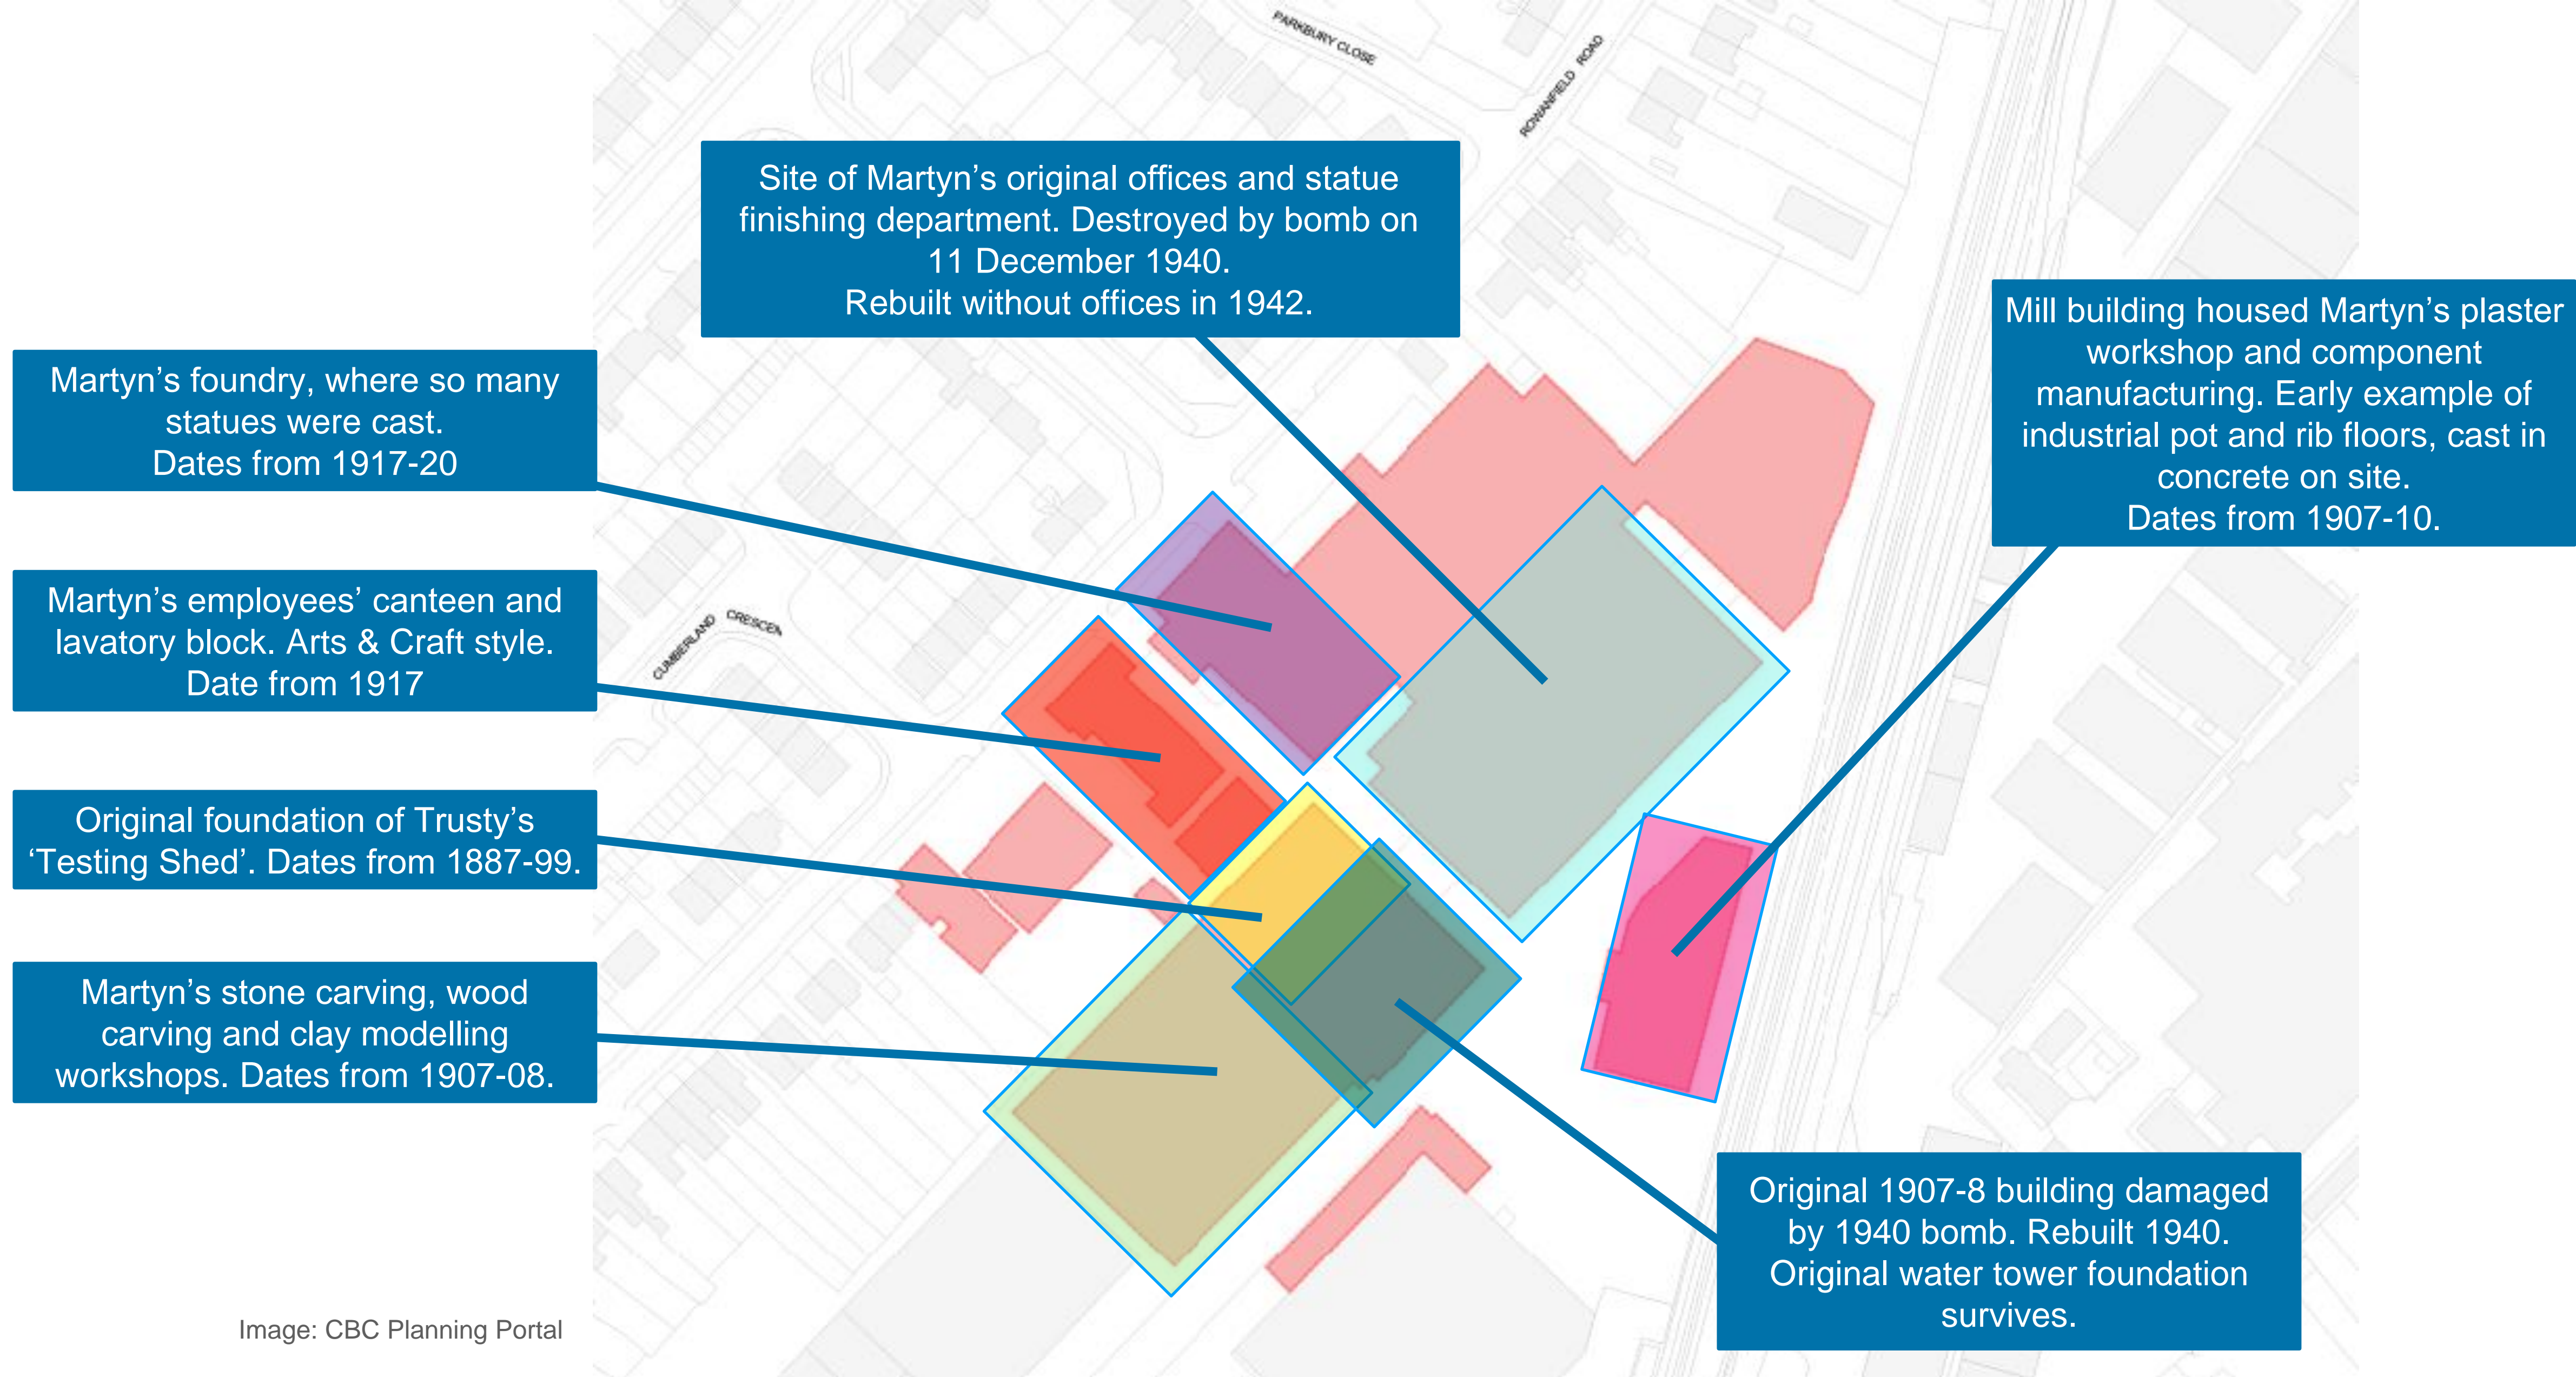 PARKBURY CLOSE
ROWANFIELD ROAD
Site of Martyn’s original offices and statue
finishing department. Destroyed by bomb on
11 December 1940.
Rebuilt without offices in 1942.
Mill building housed Martyn’s plaster
workshop and component
manufacturing. Early example of
industrial pot and rib floors, cast in
concrete on site.
Dates from 1907-10.
Martyn’s foundry, where so many
statues were cast.
Dates from 1917-20
Martyn’s employees’ canteen and
lavatory block. Arts & Craft style.
Date from 1917
CUMBERLAND CRESCEN
Original foundation of Trusty’s
‘Testing Shed’. Dates from 1887-99.
Martyn’s stone carving, wood
carving and clay modelling
workshops. Dates from 1907-08.
Original 1907-8 building damaged
by 1940 bomb. Rebuilt 1940.
Original water tower foundation
survives.
Image: CBC Planning Portal